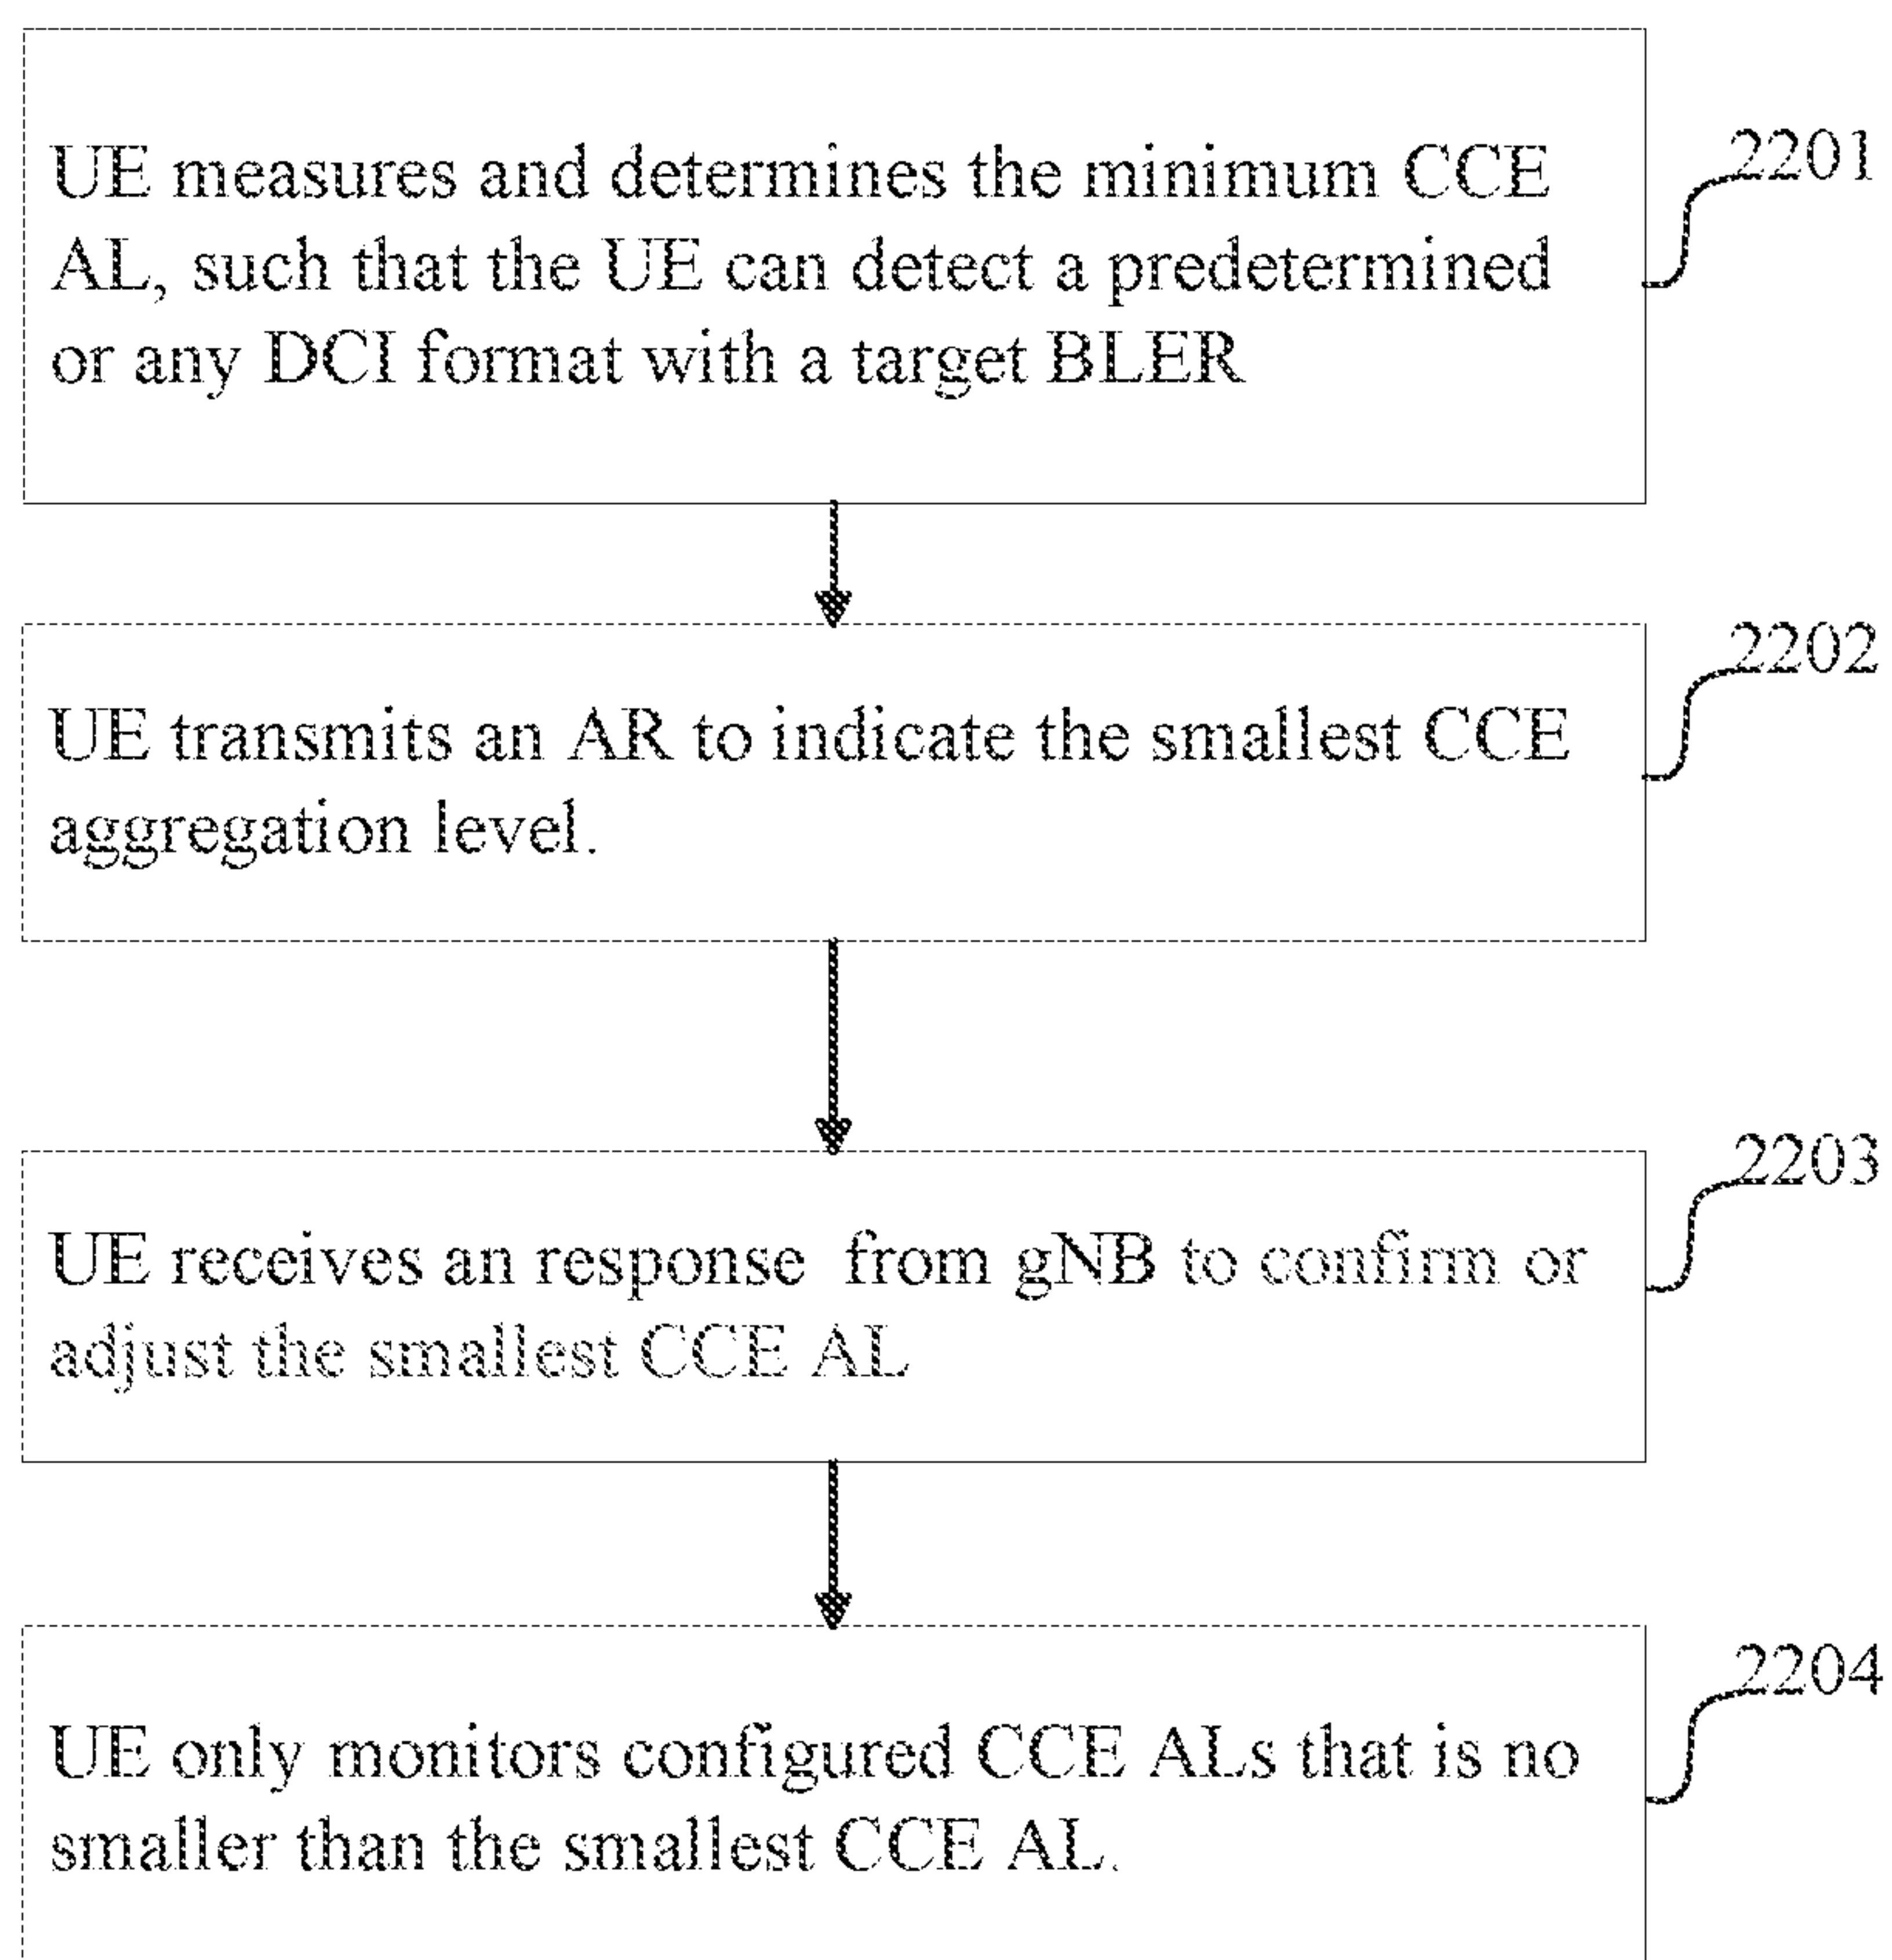 UE measures and determines the minimum CCE
2201
AL, such that the UE can detect a predetermined
or any DCI format with a target BLER
2202
UE transmits an AR to indicate the smallest CCE
aggregation level.
2203
UE receives an response from gNB to confirm or
adjust the smallest CCE AL
2204
UE only monitors configured CCE ALs that is no
smaller than the smallest CCE AL.